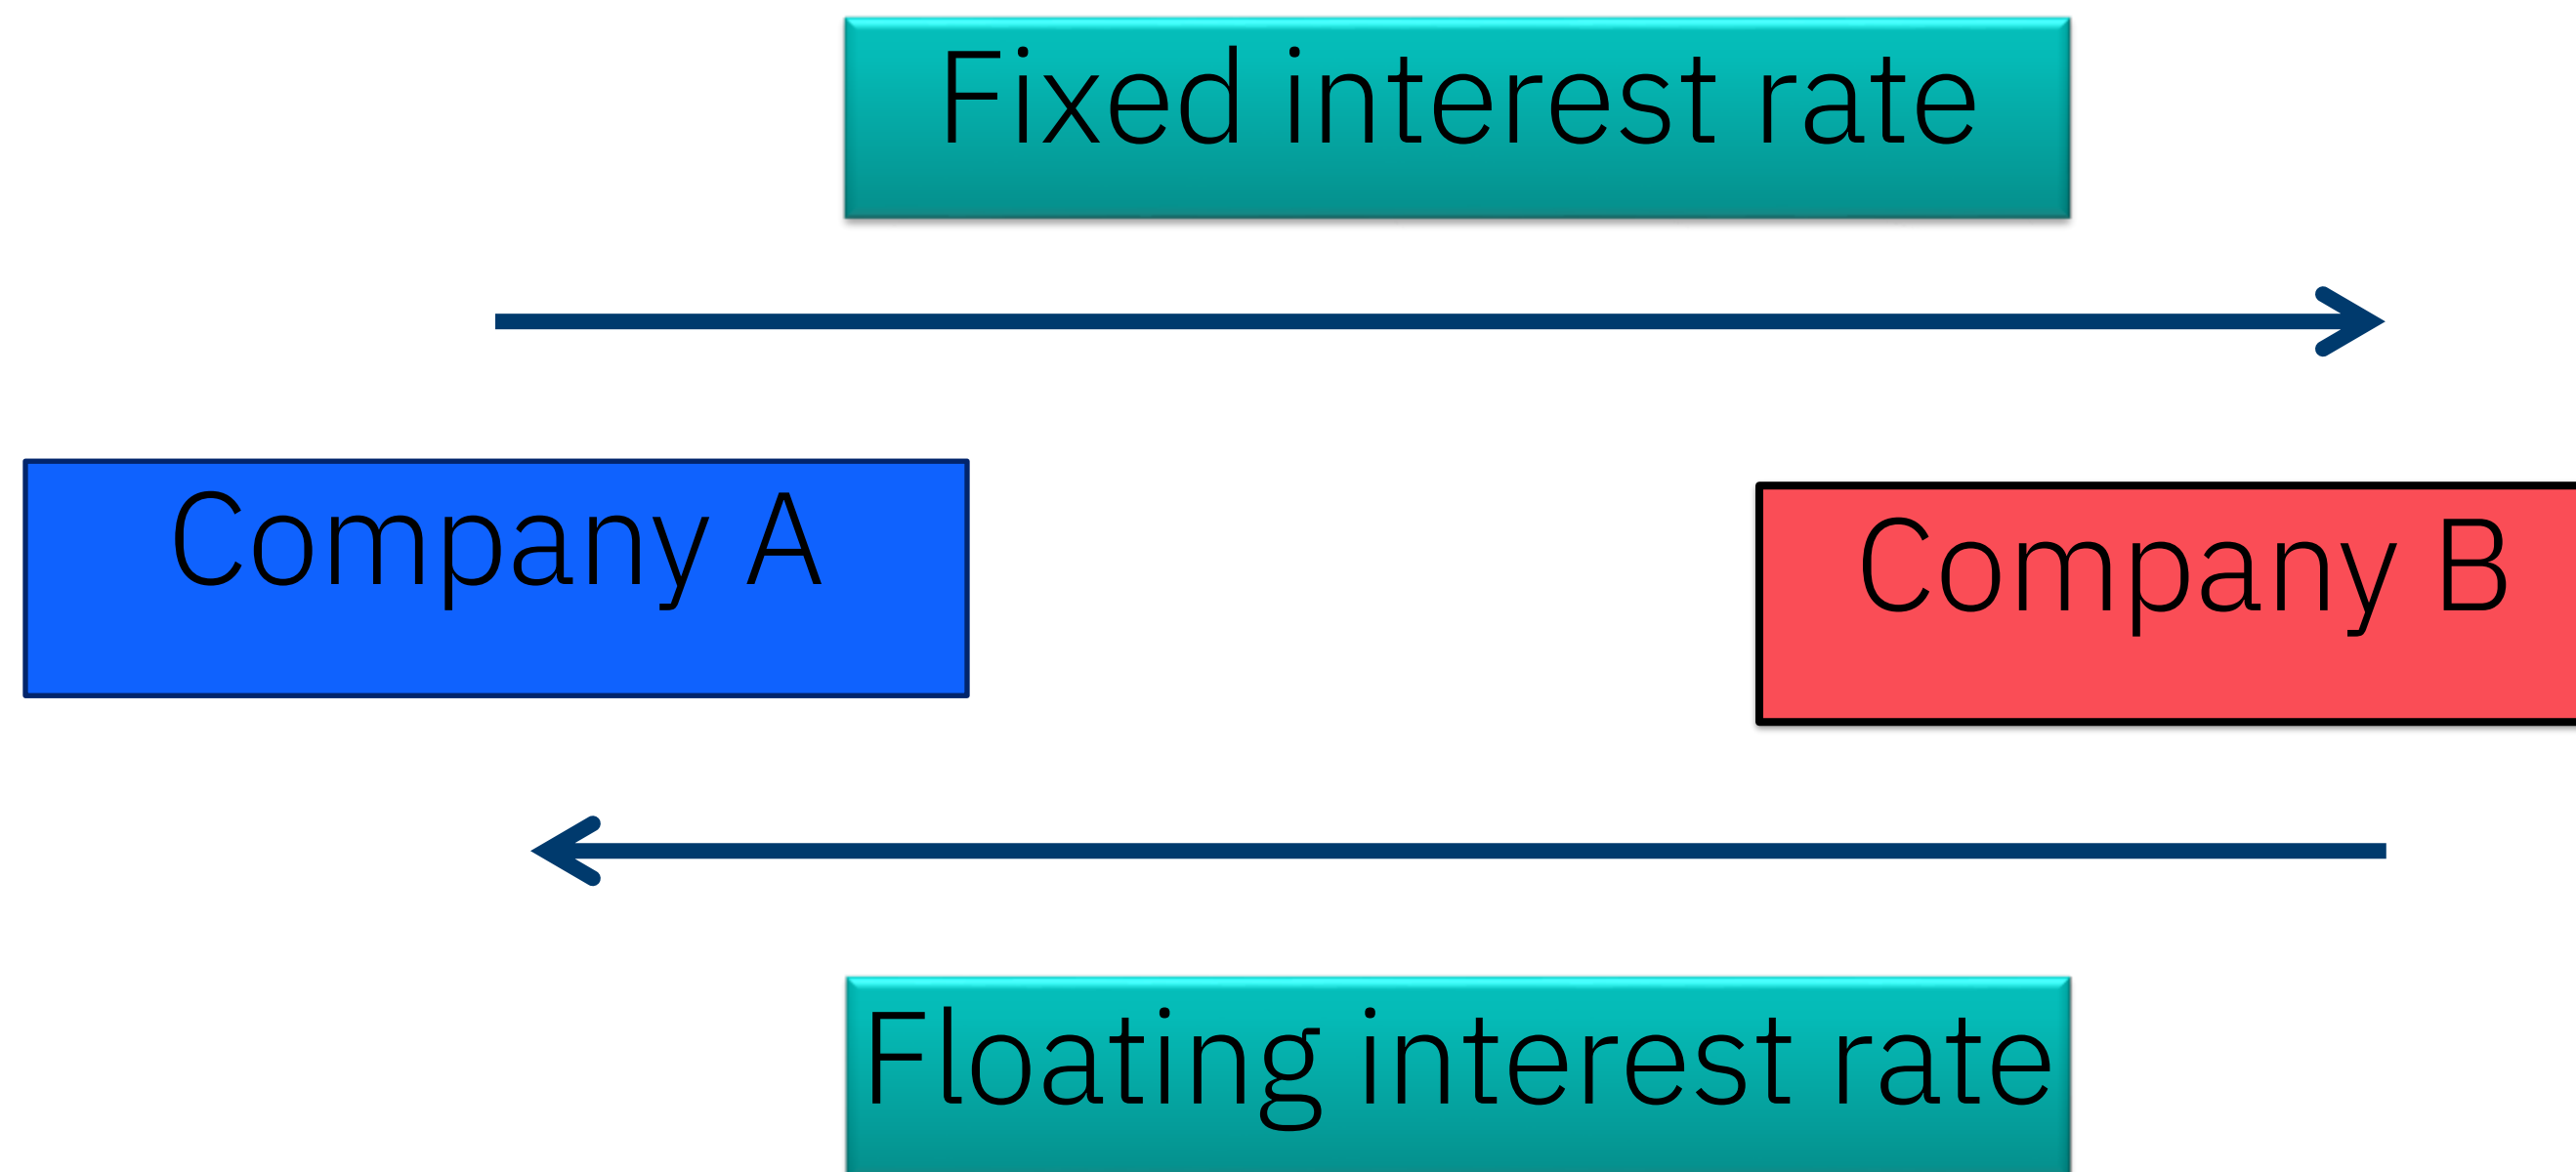 Fixed interest rate
Company A
Company B
Floating interest rate